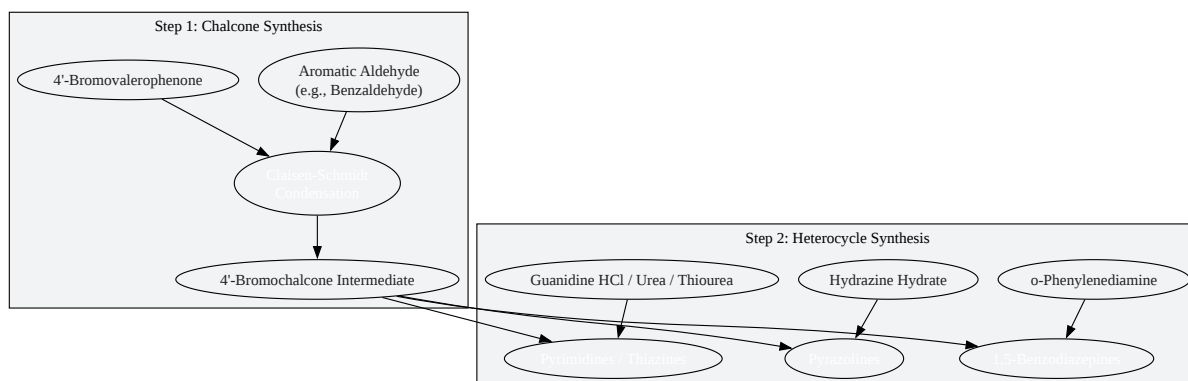 Step 1: Chalcone Synthesis
4'-Bromovalerophenone
Aromatic Aldehyde
(e.g., Benzaldehyde)
Claisen-Schmidt
Condensation
4'-Bromochalcone Intermediate
Step 2: Heterocycle Synthesis
Guanidine HCl / Urea / Thiourea
Hydrazine Hydrate
o-Phenylenediamine
Pyrimidines / Thiazines
Pyrazolines
1,5-Benzodiazepines